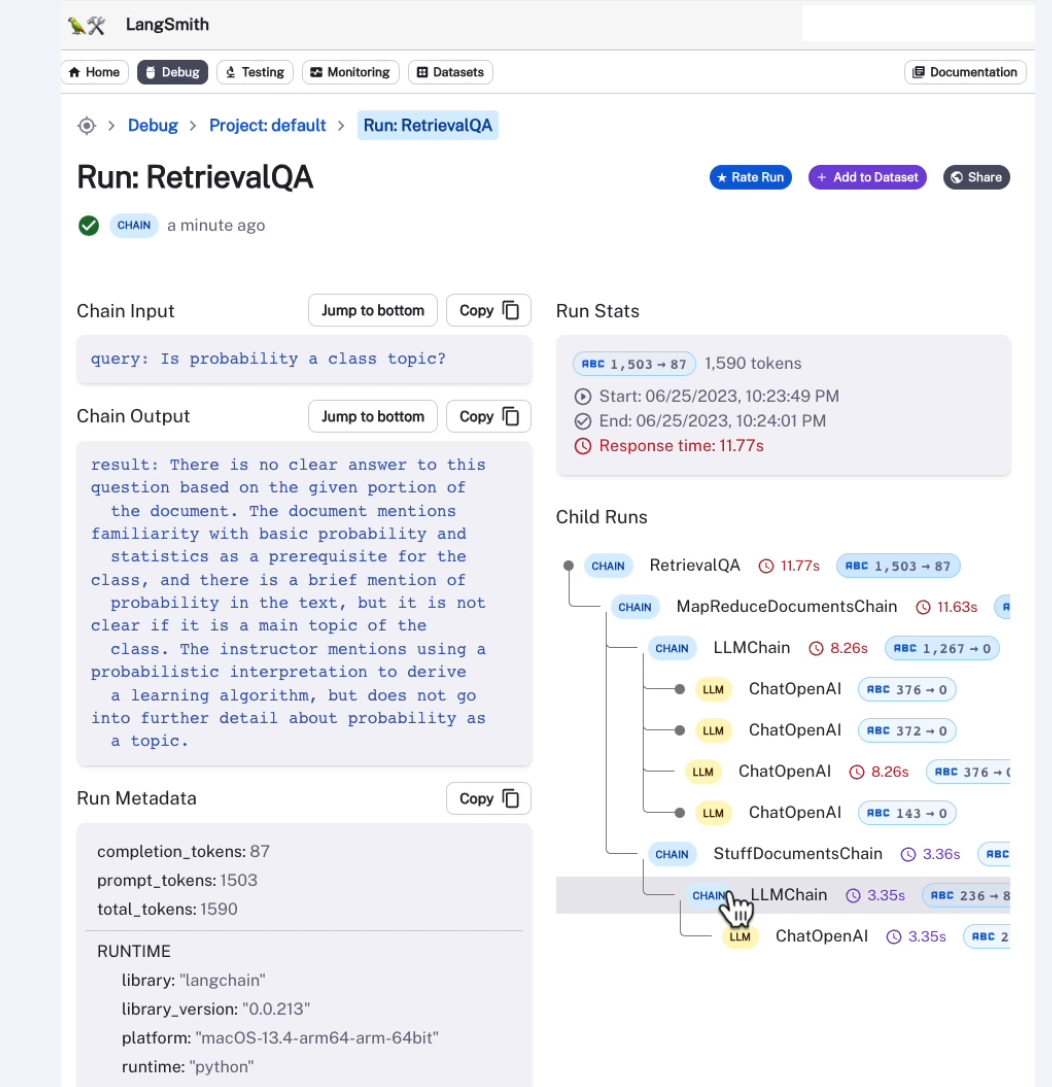 LangSmith
Home Debug Testing Monitoring Datasets Documentation
> Debug > Project: default > Run: RetrievalQA
Run: RetrievalQA
★ Rate Run + Add to Dataset Share
CHAIN a minute ago
Chain Input Jump to bottom Copy
query: Is probability a class topic?
Chain Output Jump to bottom Copy
result: There is no clear answer to this
question based on the given portion of
the document. The document mentions
familiarity with basic probability and
statistics as a prerequisite for the
class, and there is a brief mention of
probability in the text, but it is not
clear if it is a main topic of the
class. The instructor mentions using a
probabilistic interpretation to derive
a learning algorithm, but does not go
into further detail about probability as
a topic.
Run Metadata Copy
completion_tokens: 87
prompt_tokens: 1503
total_tokens: 1590
RUNTIME
library: "langchain"
library_version: "0.0.213"
platform: "macOS-13.4-arm64-arm-64bit"
runtime: "python"
Run Stats
ABC 1,503 → 87 1,590 tokens
Start: 06/25/2023, 10:23:49 PM
End: 06/25/2023, 10:24:01 PM
Response time: 11.77s
Child Runs
CHAIN RetrievalQA 11.77s ABC 1,503 → 87
CHAIN MapReduceDocumentsChain 11.63s
CHAIN LLMChain 8.26s ABC 1,267 → 0
LLM ChatOpenAI ABC 376 → 0
LLM ChatOpenAI ABC 372 → 0
LLM ChatOpenAI 8.26s ABC 376 →
LLM ChatOpenAI ABC 143 → 0
CHAIN StuffDocumentsChain 3.36s ABC
CHAIN LLMChain 3.35s ABC 236 →
LLM ChatOpenAI 3.35s ABC